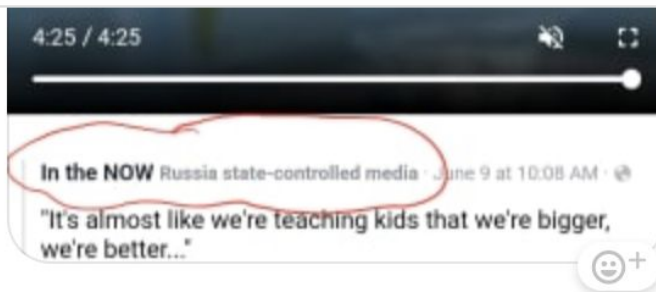 4:25 / 4:25
In the NOW Russia state-controlled media · June 9 at 10:08 AM ·
"It's almost like we're teaching kids that we're bigger,
we're better..."